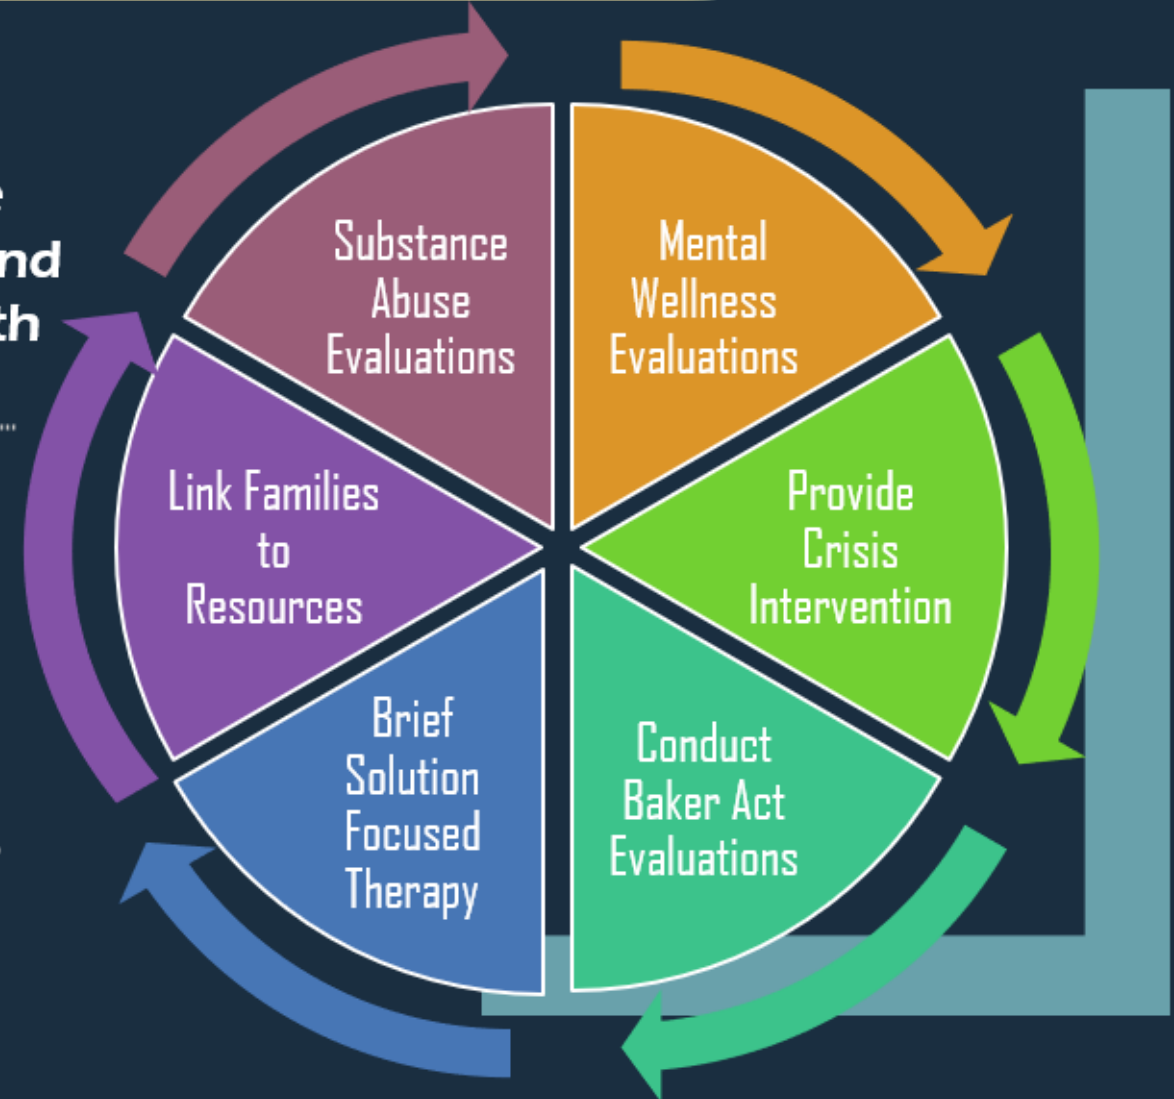 Substance
Abuse
Evaluations
Mental
Wellness
Evaluations
Provide
Crisis
Intervention
Conduct
Baker Act
Evaluations
Brief
Solution
Focused
Therapy
Link Families
to
Resources